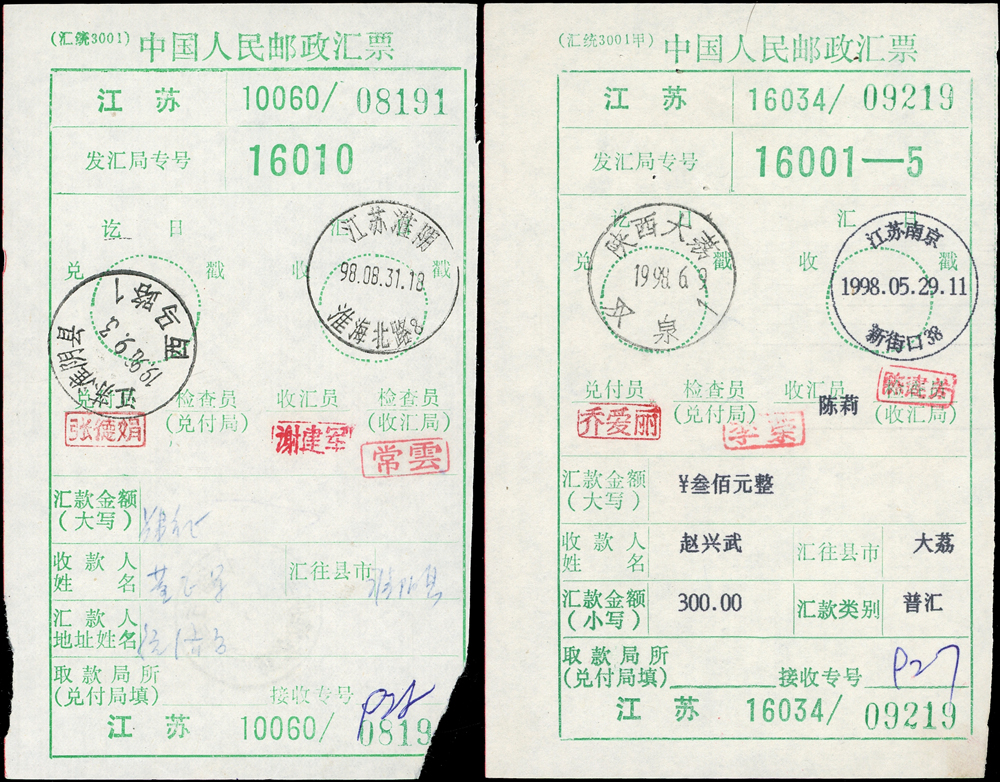 (汇统3001) 中国人民邮政汇票
江苏 10060/ 08191
发汇局专号 16010
讫 日 汇
兑 戳 收 戳
江苏淮阴
98.08.31.18
淮阴县
西马路1
兑 检查员 收汇员 检查员
(兑付局) (收汇局)
张德娟 谢建军 常雲
汇款金额
(大写)
收款人
姓名
汇往县市
汇款人
地址姓名
取款局所
(兑付局填) 接收专号 P28
江苏 10060/ 0819
(汇统3001甲) 中国人民邮政汇票
江苏 16034/ 09219
发汇局专号 16001—5
讫 汇 日
兑 收 戳
陕西大荔
1998.6.9
泉
江苏南京
1998.05.29.11
新街口38
兑付员 检查员 收汇员
(兑付局) 陈莉 (收汇局)
乔爱丽 李荣
汇款金额
(大写) ¥叁佰元整
收款人
姓名 赵兴武 汇往县市 大荔
汇款金额
(小写) 300.00 汇款类别 普汇
取款局所
(兑付局填) 接收专号 P27
江苏 16034/ 09219